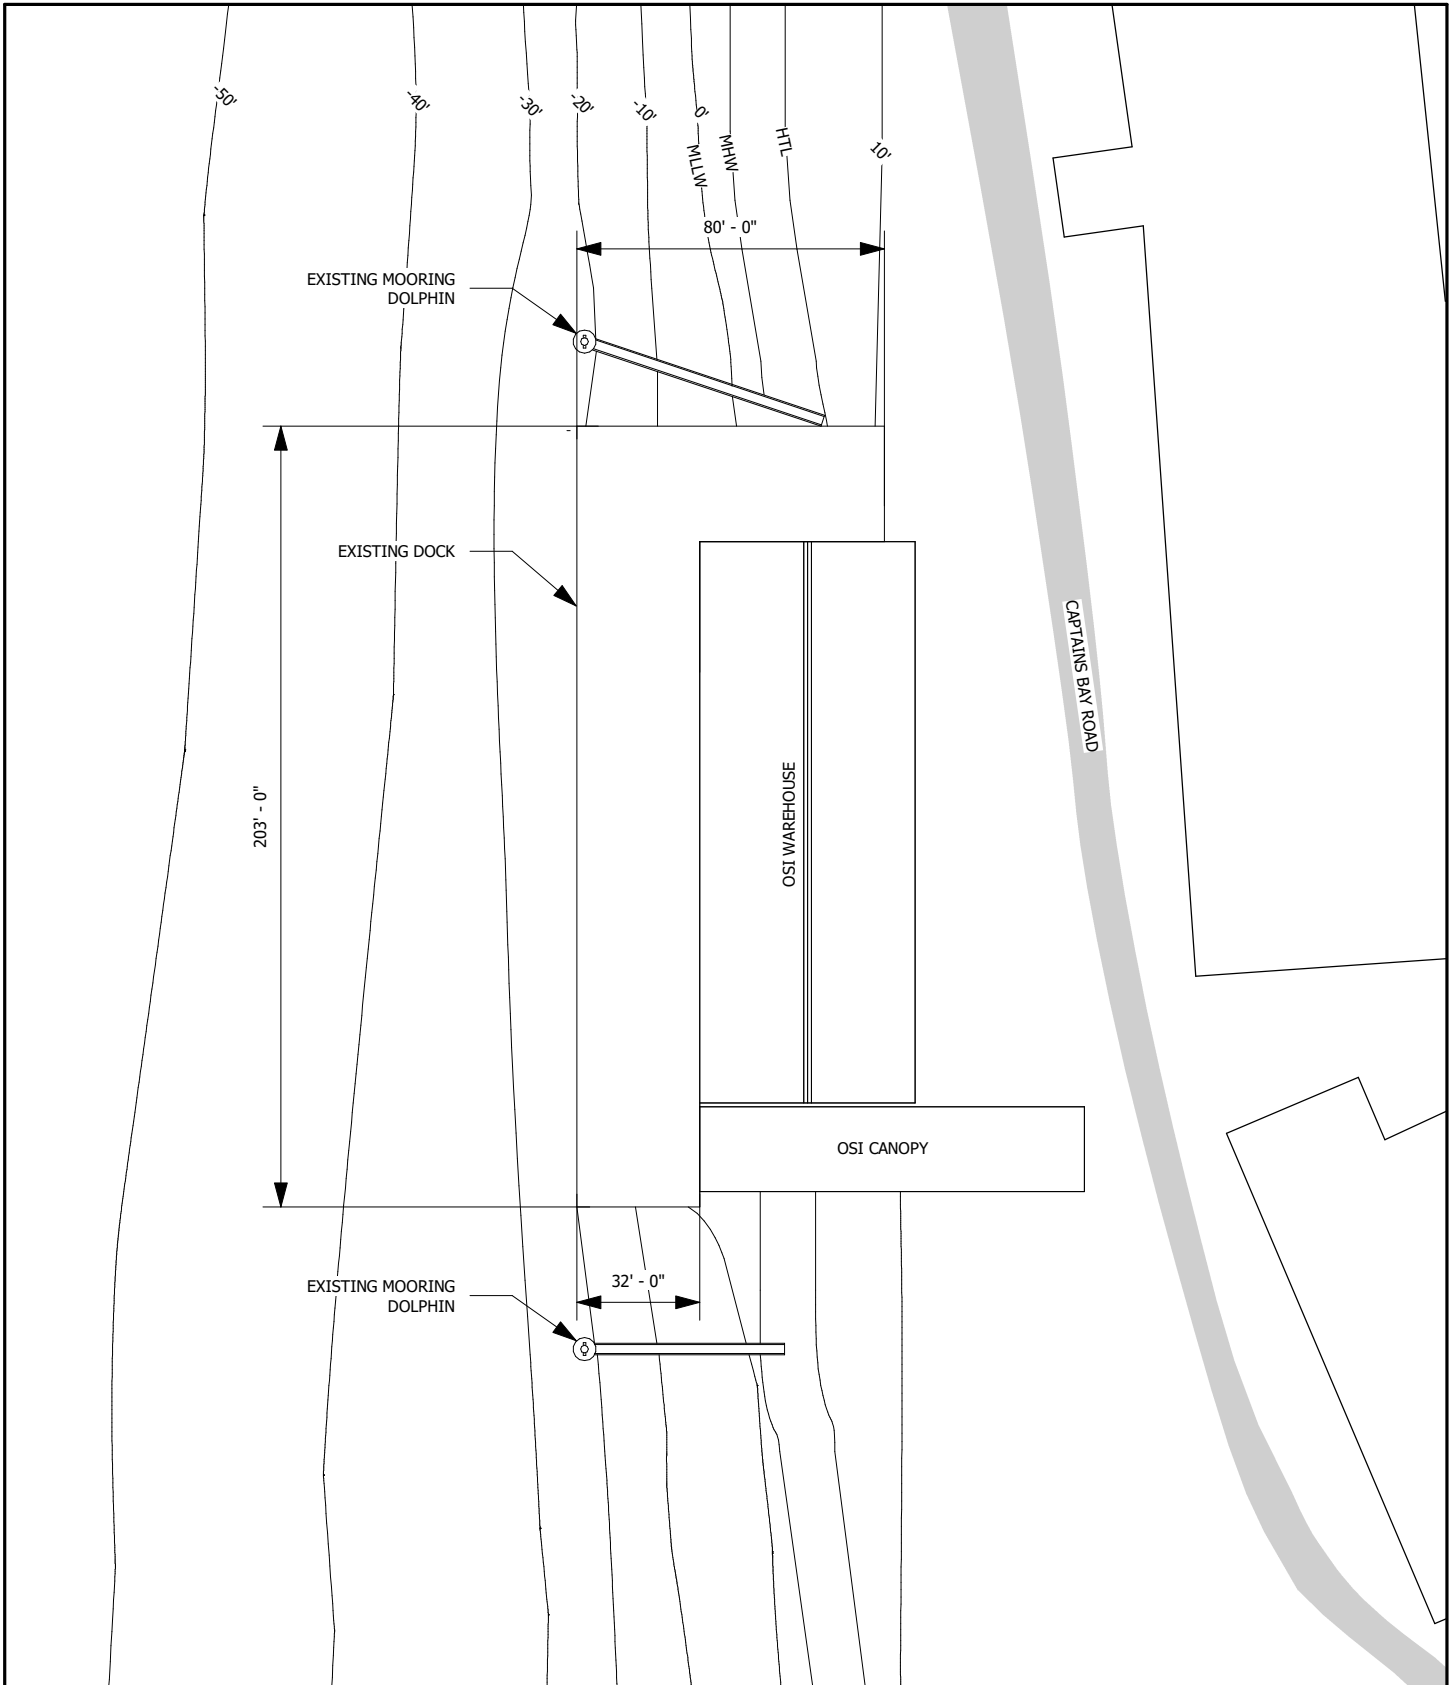 -50'
-40'
-30'
-20'
-10'
0'
MLLW
MHW
HTL
10'
80' - 0"
EXISTING MOORING
DOLPHIN
EXISTING DOCK
CAPTAINS BAY ROAD
203' - 0"
OSI WAREHOUSE
OSI CANOPY
32' - 0"
EXISTING MOORING
DOLPHIN